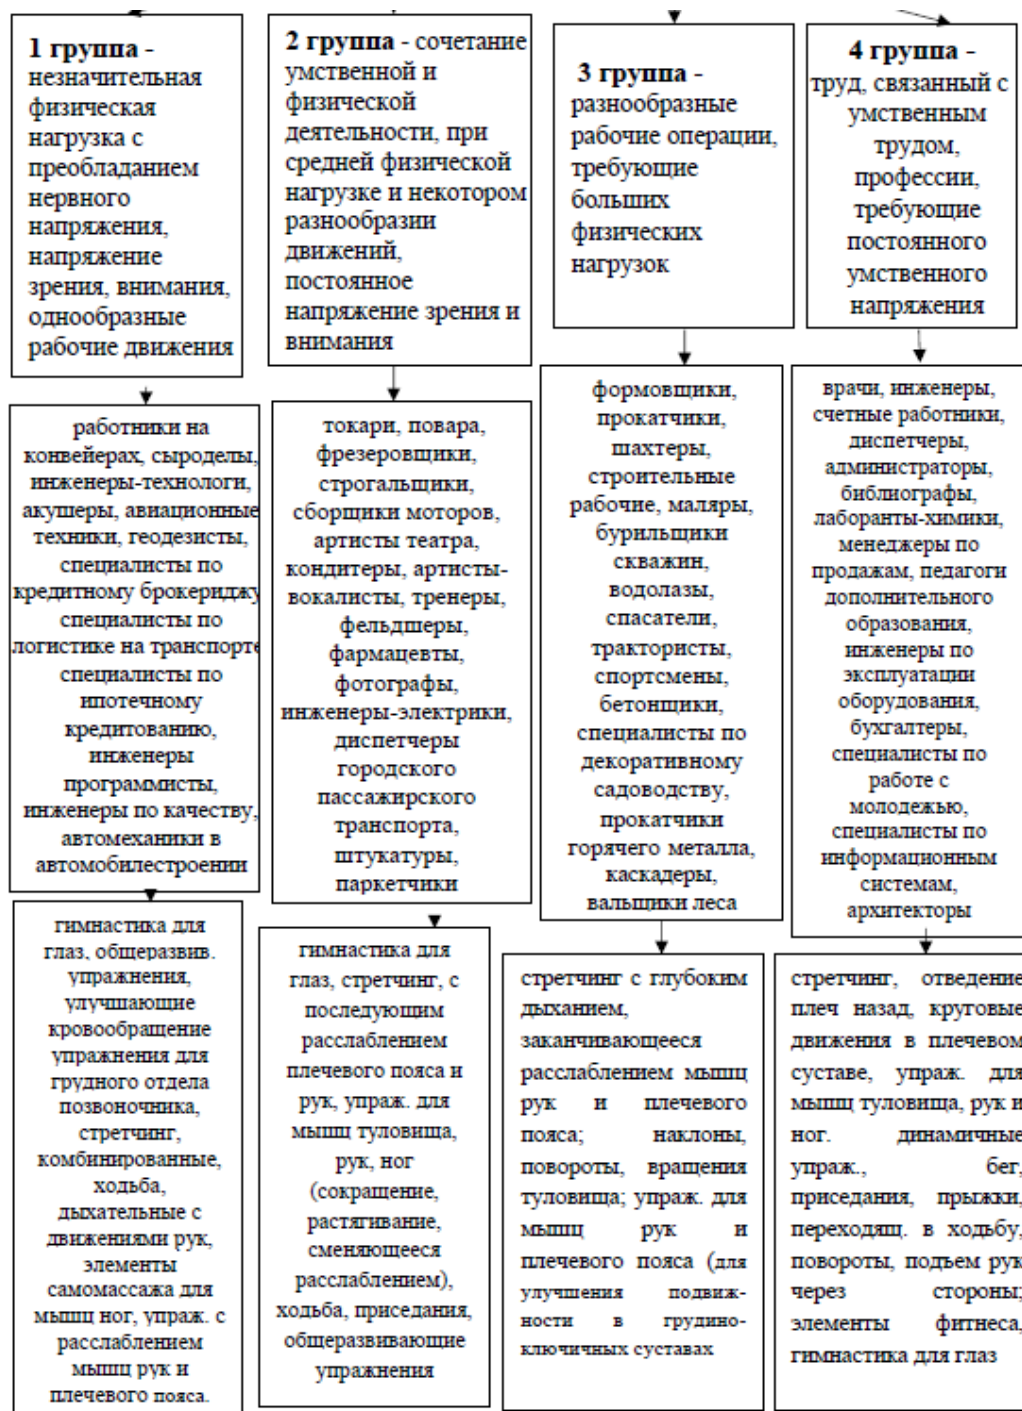 1 группа -
незначительная
физическая
нагрузка с
преобладанием
нервного
напряжения,
напряжение
зрения, внимания,
однообразные
рабочие движения
2 группа - сочетание
умственной и
физической
деятельности, при
средней физической
нагрузке и некотором
разнообразии
движений,
постоянное
напряжение зрения и
внимания
3 группа -
разнообразные
рабочие операции,
требующие
больших
физических
нагрузок
4 группа -
труд, связанный с
умственным
трудом,
профессии,
требующие
постоянного
умственного
напряжения
работники на
конвейерах, сыроделы,
инженеры-технологи,
акушеры, авиационные
техники, геодезисты,
специалисты по
кредитному брокериджу
специалисты по
логистике на транспорте
специалисты по
ипотечному
кредитованию,
инженеры
программисты,
инженеры по качеству,
автомеханики в
автомобилестроении
токари, повара,
фрезеровщики,
строгальщики,
сборщики моторов,
артисты театра,
кондитеры, артисты-
вокалисты, тренеры,
фельдшеры,
фармацевты,
фотографы,
инженеры-электрики,
диспетчеры
городского
пассажирского
транспорта,
штукатуры,
паркетчики
формовщики,
прокатчики,
шахтеры,
строительные
рабочие, маляры,
бурильщики
скважин,
водолазы,
спасатели,
трактористы,
спортсмены,
бетонщики,
специалисты по
декоративному
садоводству,
прокатчики
горячего металла,
каскадеры,
вальщики леса
врачи, инженеры,
счетные работники,
диспетчеры,
администраторы,
библиографы,
лаборанты-химики,
менеджеры по
продажам, педагоги
дополнительного
образования,
инженеры по
эксплуатации
оборудования,
бухгалтеры,
специалисты по
работе с
молодежью,
специалисты по
информационным
системам,
архитекторы
гимнастика для
глаз, общеразвив.
упражнения,
улучшающие
кровообращение
упражнения для
грудного отдела
позвоночника,
стретчинг,
комбинированные,
ходьба,
дыхательные с
движениями рук,
элементы
самомассажа для
мышц ног, упраж. с
расслаблением
мышц рук и
плечевого пояса.
гимнастика для
глаз, стретчинг, с
последующим
расслаблением
плечевого пояса и
рук, упраж. для
мышц туловища,
рук, ног
(сокращение,
растягивание,
сменяющееся
расслаблением),
ходьба, приседания,
общеразвивающие
упражнения
стретчинг с глубоким
дыханием,
заканчивающееся
расслаблением мышц
рук и плечевого
пояса; наклоны,
повороты, вращения
туловища; упраж. для
мышц рук и
плечевого пояса (для
улучшения подвиж-
ности в грудино-
ключичных суставах
стретчинг, отведение
плеч назад, круговые
движения в плечевом
суставе, упраж. для
мышц туловища, рук и
ног. динамичные
упраж., бег,
приседания, прыжки,
переходящ. в ходьбу,
повороты, подъем рук
через стороны;
элементы фитнеса,
гимнастика для глаз